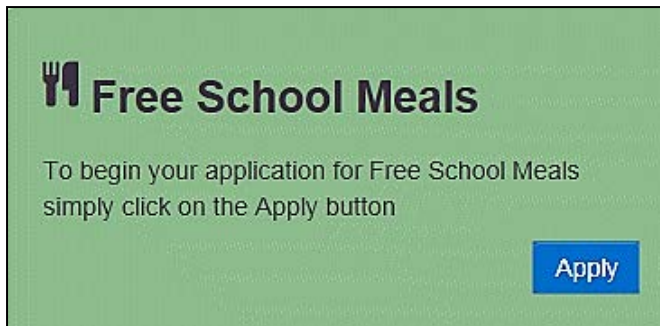 Free School Meals
To begin your application for Free School Meals
simply click on the Apply button
Apply